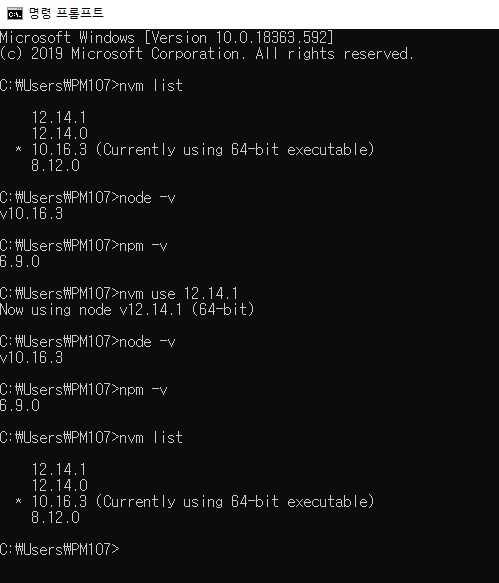 명령 프롬프트
Microsoft Windows [Version 10.0.18363.592]
(c) 2019 Microsoft Corporation. All rights reserved.
C:₩Users₩PM107>nvm list
12.14.1
12.14.0
* 10.16.3 (Currently using 64-bit executable)
8.12.0
C:₩Users₩PM107>node -v
v10.16.3
C:₩Users₩PM107>npm -v
6.9.0
C:₩Users₩PM107>nvm use 12.14.1
Now using node v12.14.1 (64-bit)
C:₩Users₩PM107>node -v
v10.16.3
C:₩Users₩PM107>npm -v
6.9.0
C:₩Users₩PM107>nvm list
12.14.1
12.14.0
* 10.16.3 (Currently using 64-bit executable)
8.12.0
C:₩Users₩PM107>